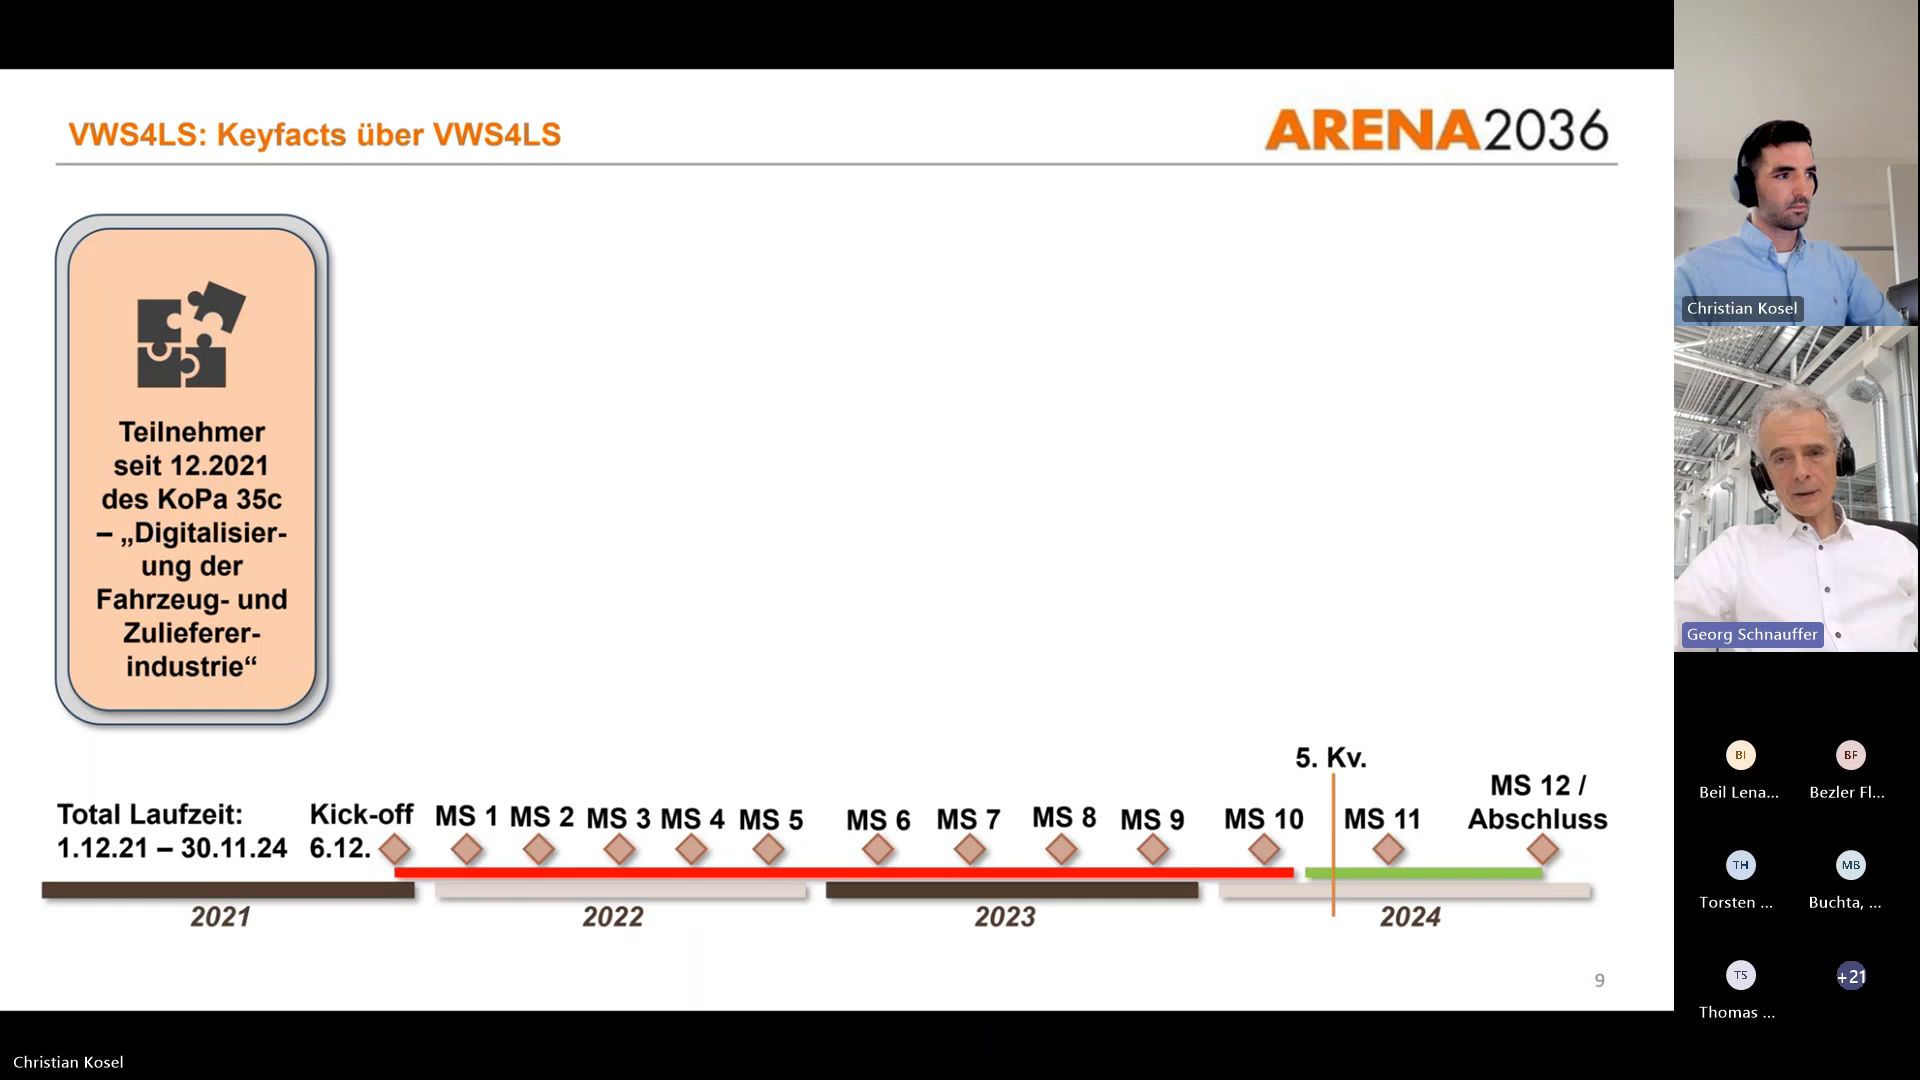 VWS4LS: Keyfacts über VWS4LS
ARENA2036
Teilnehmer
seit 12.2021
des KoPa 35c
– „Digitalisier-
ung der
Fahrzeug- und
Zulieferer-
industrie“
5. Kv.
Total Laufzeit:
1.12.21 – 30.11.24
Kick-off
6.12.
MS 1
MS 2
MS 3
MS 4
MS 5
MS 6
MS 7
MS 8
MS 9
MS 10
MS 11
MS 12 /
Abschluss
2021
2022
2023
2024
9
Christian Kosel
Georg Schnauffer
BI
Beil Lena...
BF
Bezler Fl...
TH
Torsten ...
MB
Buchta, ...
TS
Thomas ...
+21
Christian Kosel